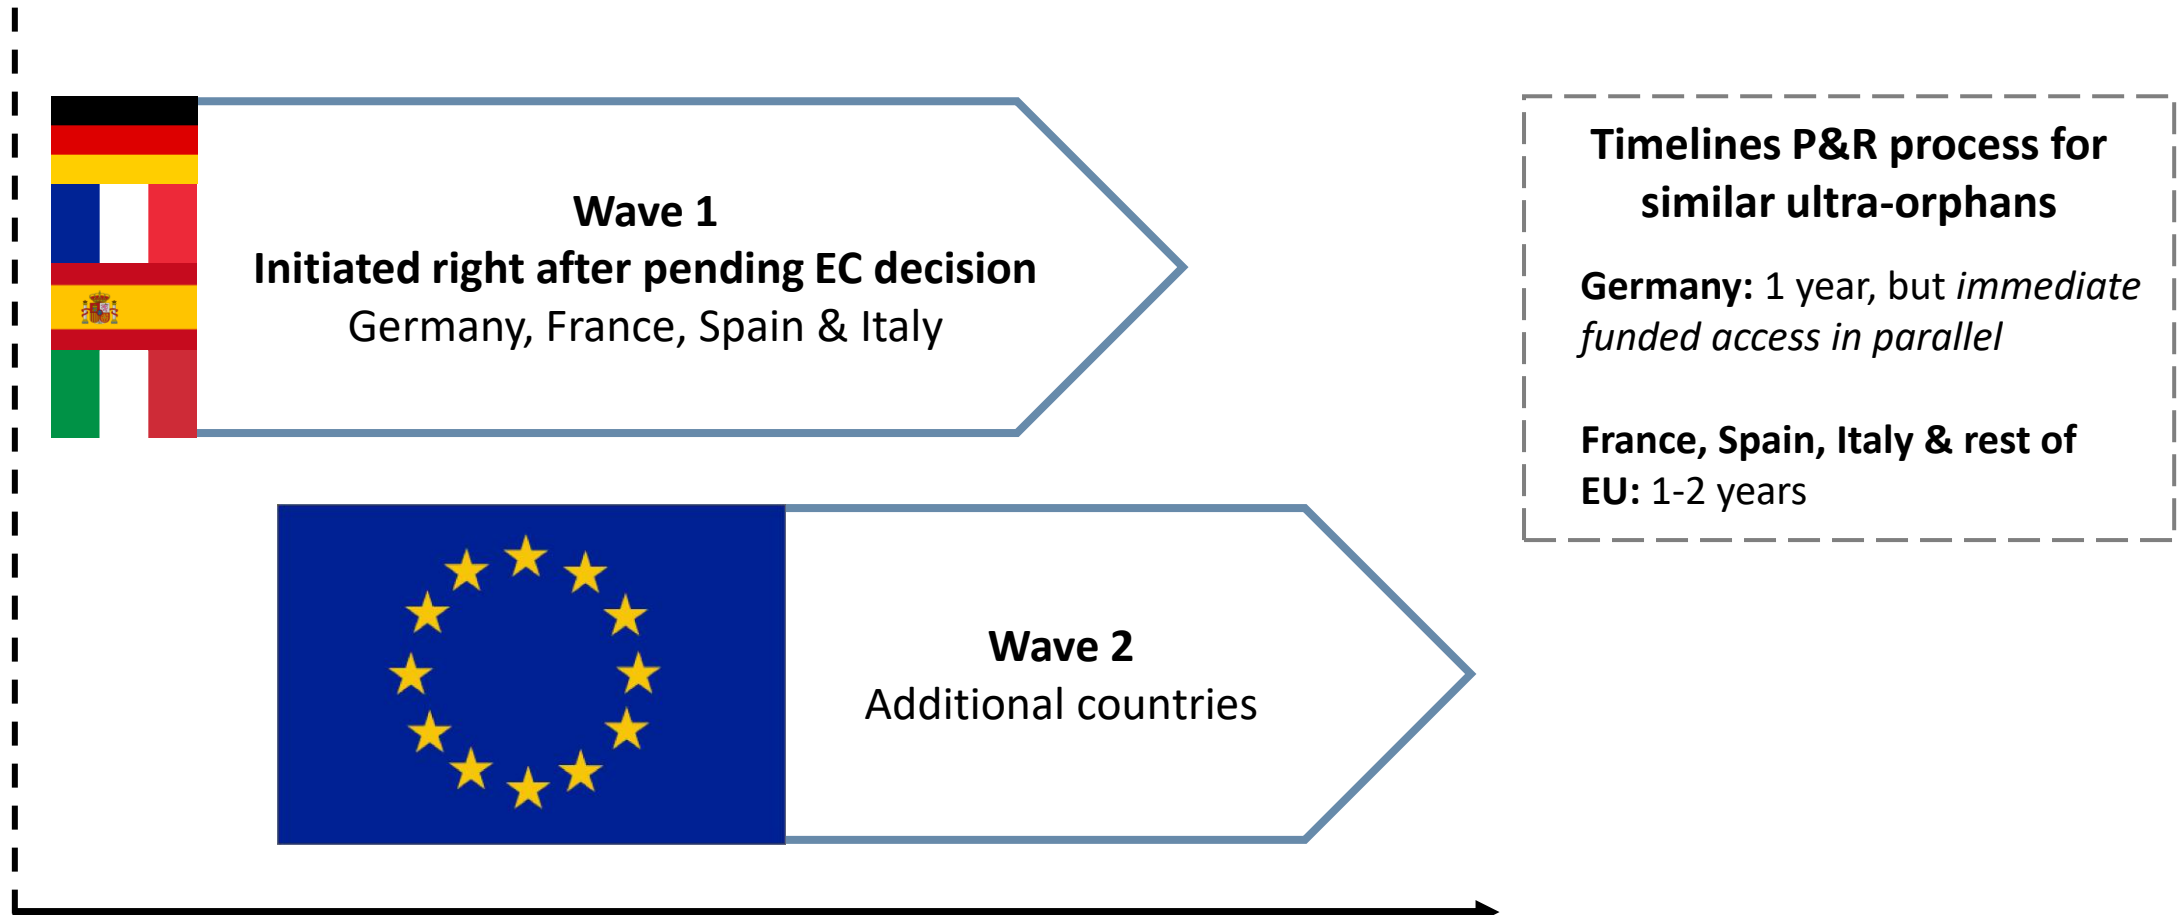 Wave 1
Initiated right after pending EC decision
Germany, France, Spain & Italy
Wave 2
Additional countries
Timelines P&R process for
similar ultra-orphans
Germany: 1 year, but immediate
funded access in parallel
France, Spain, Italy & rest of
EU: 1-2 years